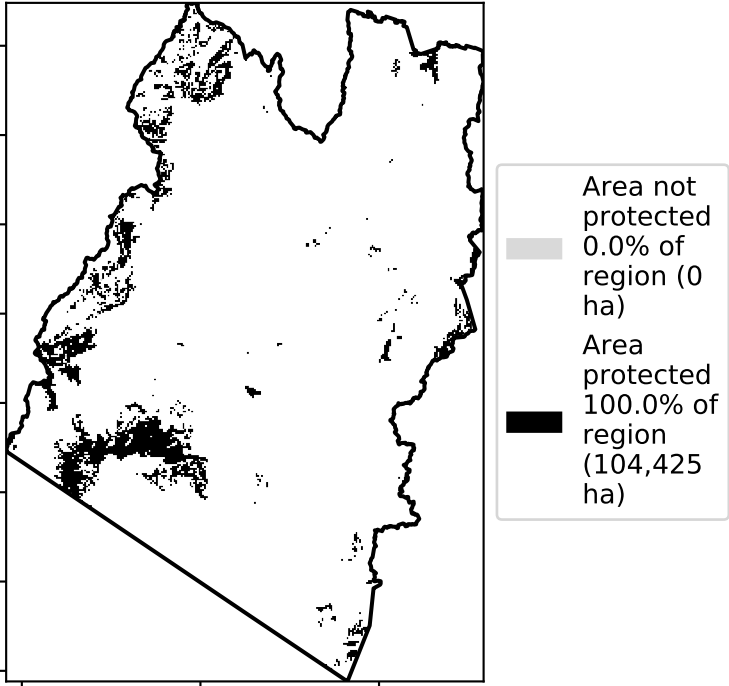 Area not
protected
0.0% of
region (0
ha)
Area
protected
100.0% of
region
(104,425
ha)